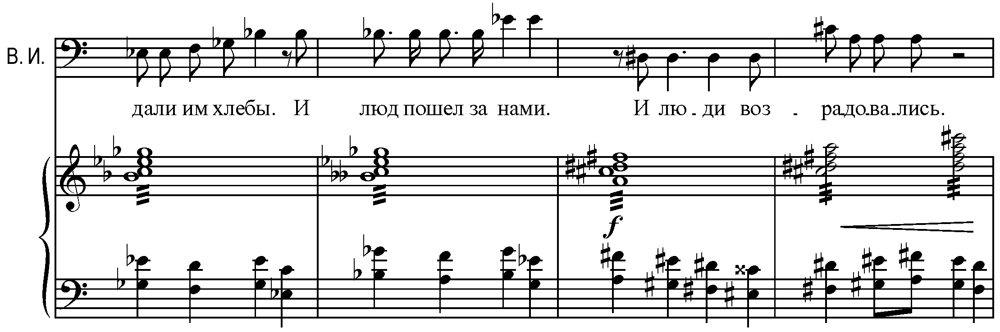 В. И.
дали им хлебы. И люд пошел за нами. И лю - ди воз - радо-ва-лись.
f